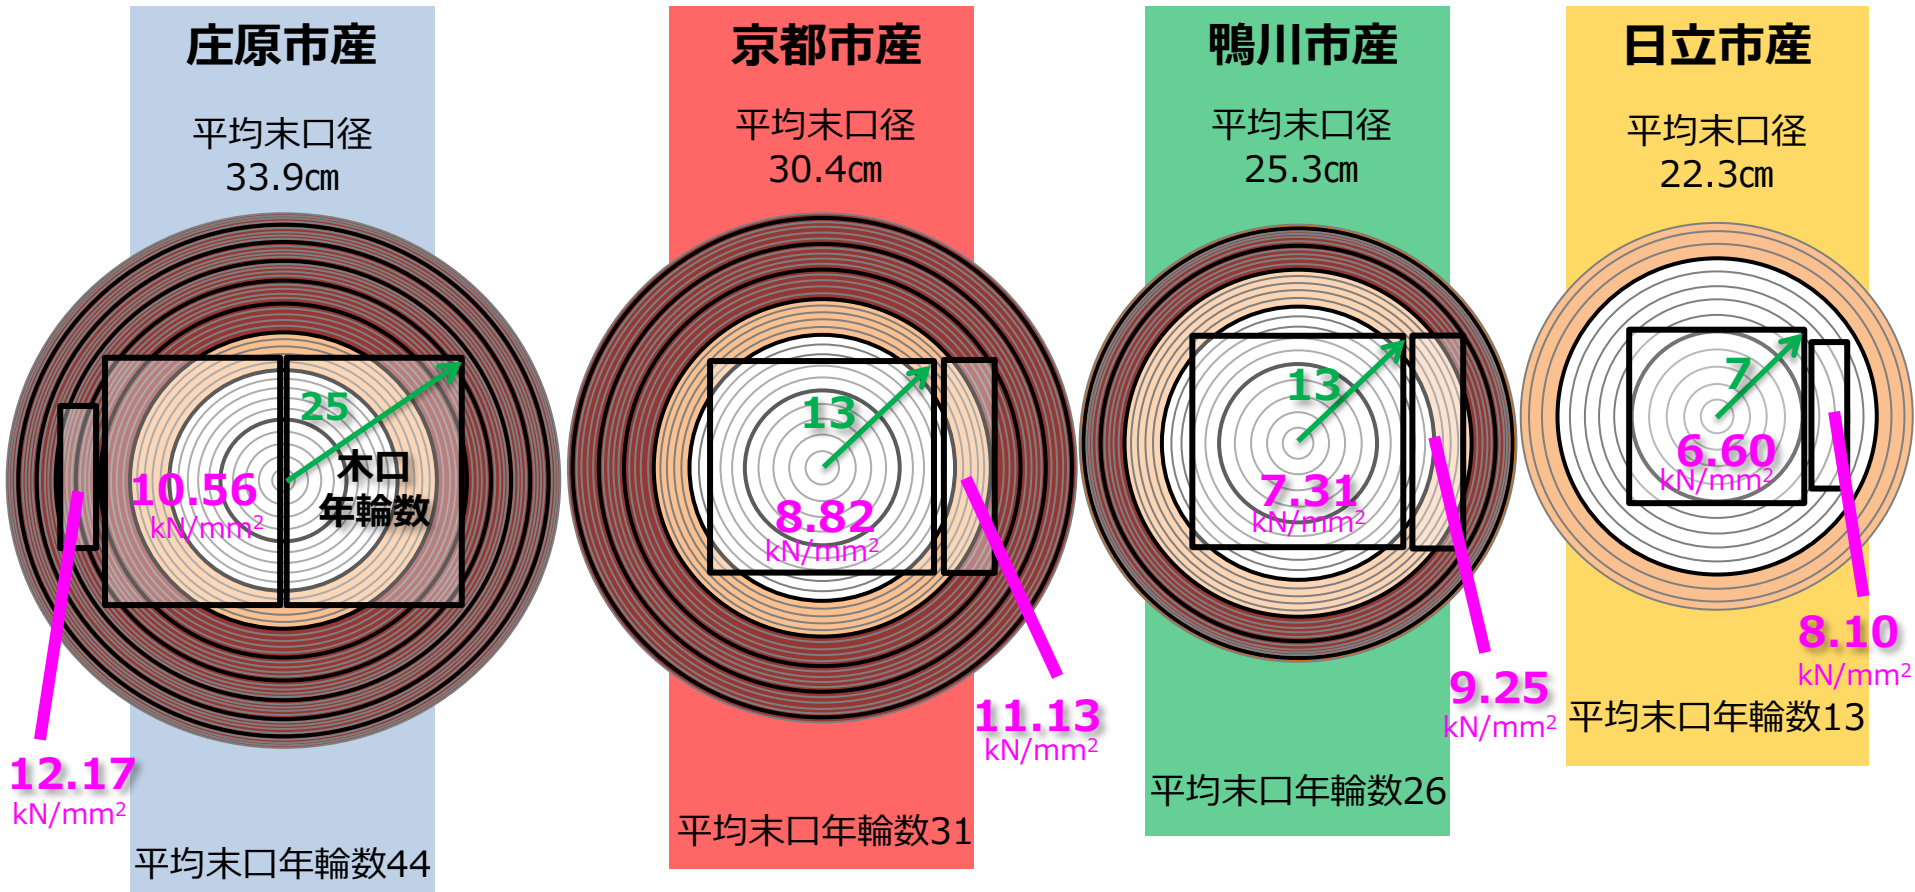 庄原市産
平均末口径
33.9㎝
25
木口
年輪数
10.56
kN/mm²
12.17
kN/mm²
平均末口年輪数44
京都市産
平均末口径
30.4㎝
13
8.82
kN/mm²
11.13
kN/mm²
平均末口年輪数31
鴨川市産
平均末口径
25.3㎝
13
7.31
kN/mm²
9.25
kN/mm²
平均末口年輪数26
日立市産
平均末口径
22.3㎝
7
6.60
kN/mm²
8.10
kN/mm²
平均末口年輪数13